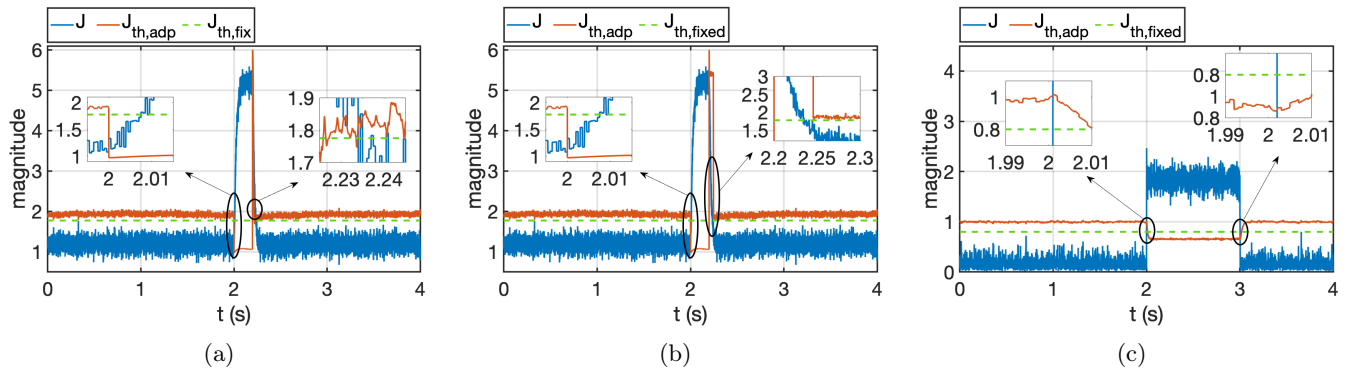 J J_th,adp J_th,fix
6
5
4
3
2
1
0 1 2 3 4
magnitude
t (s)
2
1.5
1
2 2.01
1.9
1.8
1.7
2.23 2.24
(a)
J J_th,adp J_th,fixed
6
5
4
3
2
1
0 1 2 3 4
magnitude
t (s)
2
1.5
1
2 2.01
3
2.5
2
1.5
2.2 2.25 2.3
(b)
J J_th,adp J_th,fixed
4
3
2
1
0
0 1 2 3 4
magnitude
t (s)
1
0.8
1.99 2 2.01
0.8
1
0.8
1.99 2 2.01
(c)